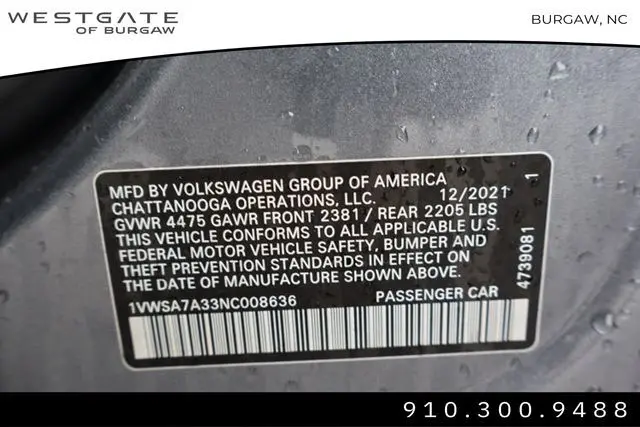 WESTGATE
OF BURGAW
BURGAW, NC
MFD BY VOLKSWAGEN GROUP OF AMERICA
CHATTANOOGA OPERATIONS, LLC. 12/2021
GVWR 4475 GAWR FRONT 2381 / REAR 2205 LBS
THIS VEHICLE CONFORMS TO ALL APPLICABLE U.S.
FEDERAL MOTOR VEHICLE SAFETY, BUMPER AND
THEFT PREVENTION STANDARDS IN EFFECT ON
THE DATE OF MANUFACTURE SHOWN ABOVE.
1VWSA7A33NC008636 PASSENGER CAR
4739081 1
910.300.9488